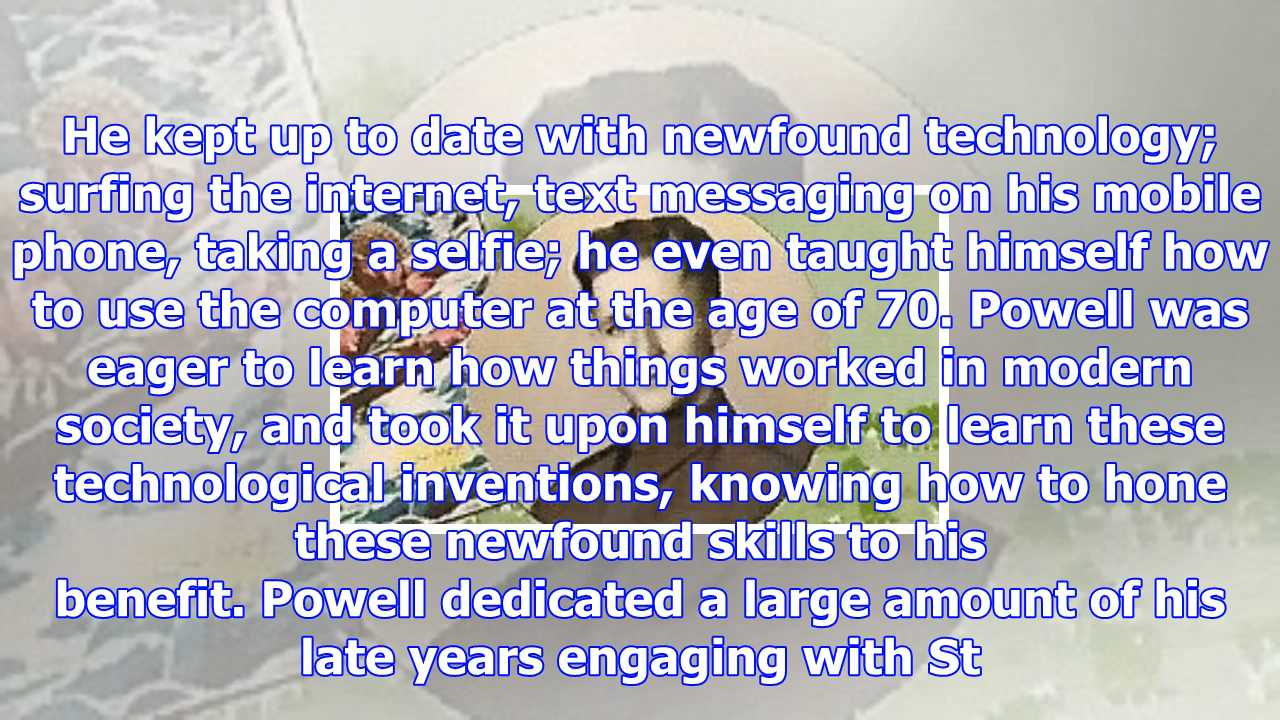 He kept up to date with newfound technology;
surfing the internet, text messaging on his mobile
phone, taking a selfie; he even taught himself how
to use the computer at the age of 70. Powell was
eager to learn how things worked in modern
society, and took it upon himself to learn these
technological inventions, knowing how to hone
these newfound skills to his
benefit. Powell dedicated a large amount of his
late years engaging with St